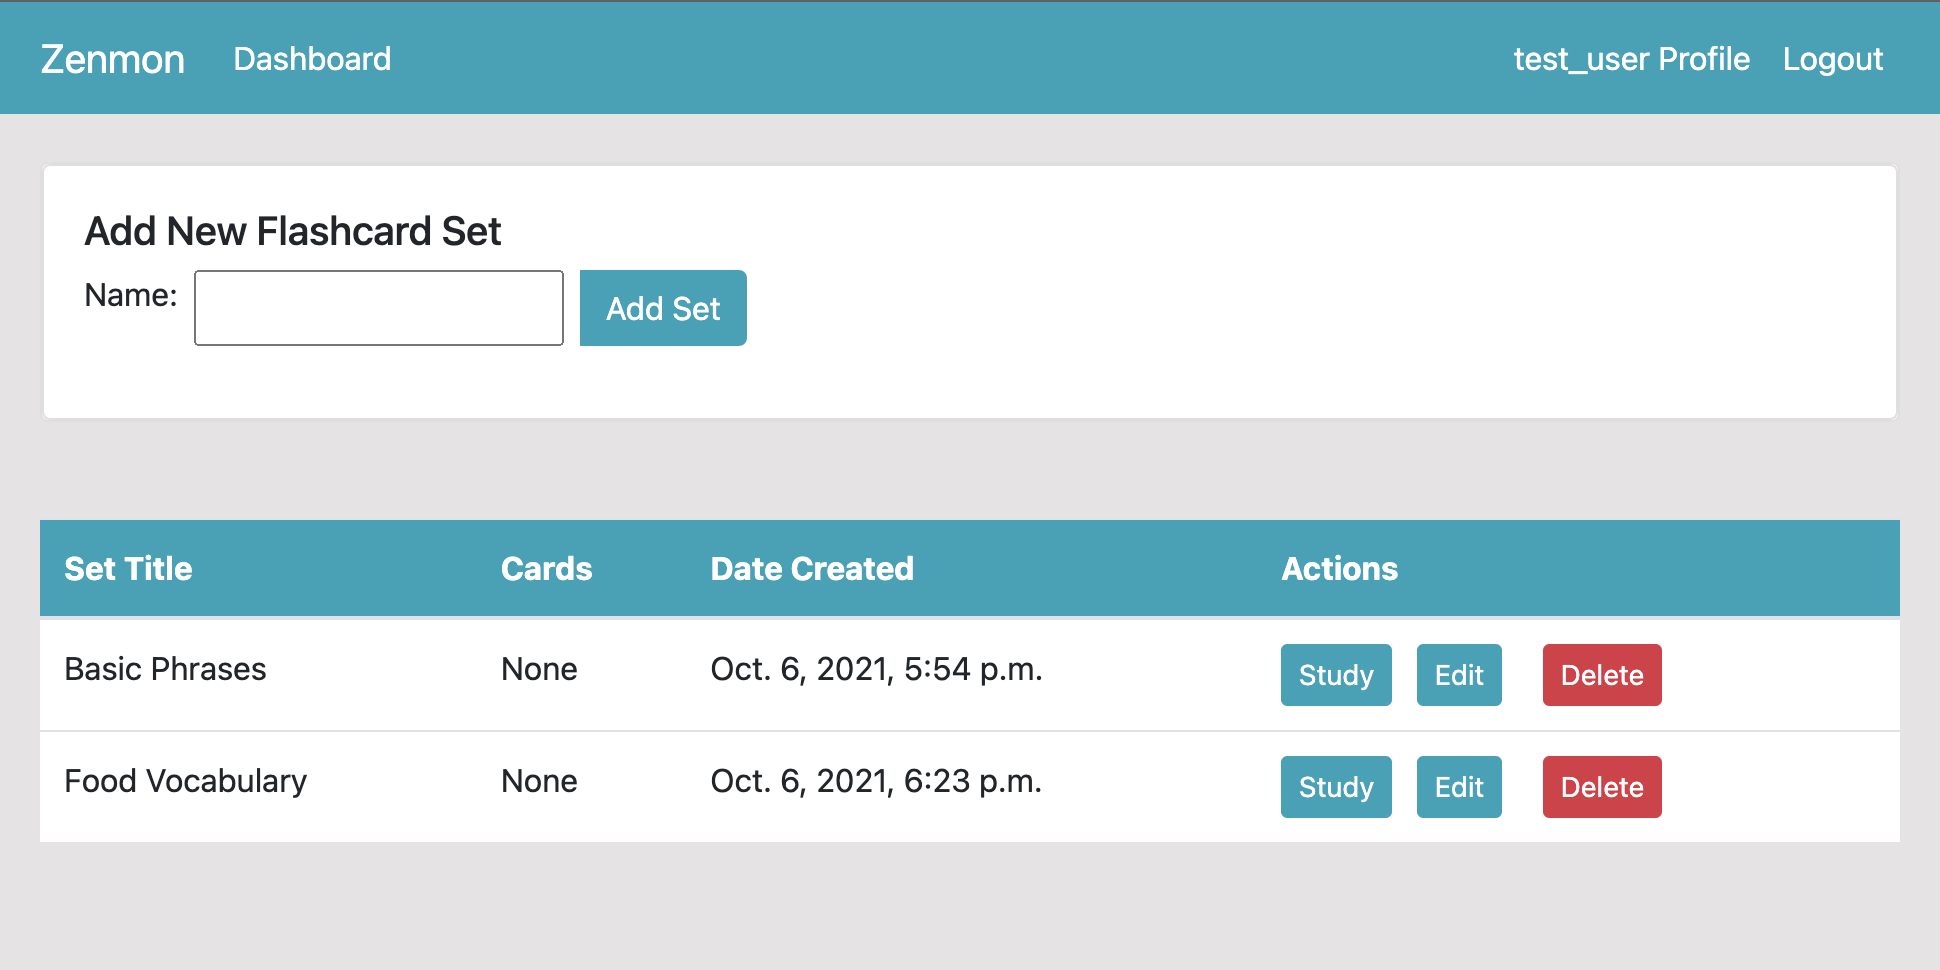 Zenmon Dashboard test_user Profile Logout
Add New Flashcard Set
Name: Add Set
Set Title Cards Date Created Actions
Basic Phrases None Oct. 6, 2021, 5:54 p.m. Study Edit Delete
Food Vocabulary None Oct. 6, 2021, 6:23 p.m. Study Edit Delete